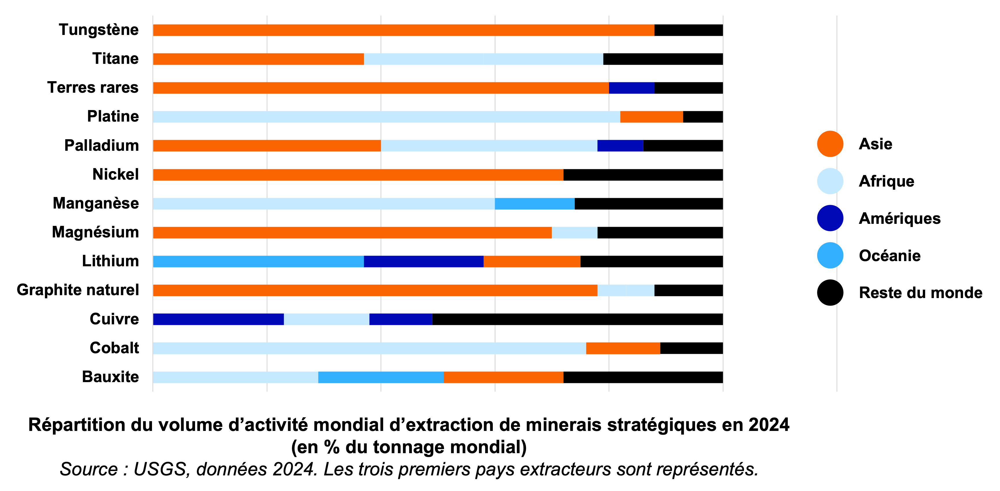 Tungstène
Titane
Terres rares
Platine
Palladium
Nickel
Manganèse
Magnésium
Lithium
Graphite naturel
Cuivre
Cobalt
Bauxite
Asie
Afrique
Amériques
Océanie
Reste du monde
Répartition du volume d’activité mondial d’extraction de minerais stratégiques en 2024
(en % du tonnage mondial)
Source : USGS, données 2024. Les trois premiers pays extracteurs sont représentés.